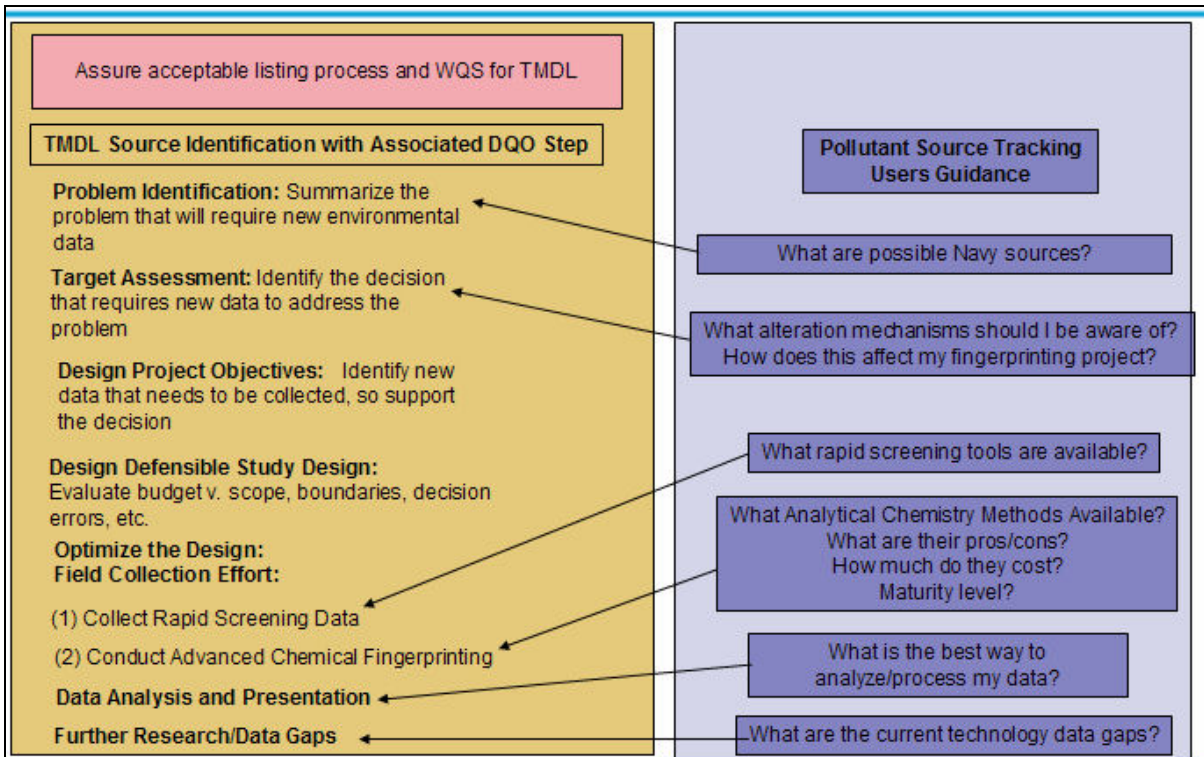 Assure acceptable listing process and WQS for TMDL
TMDL Source Identification with Associated DQO Step
Problem Identification: Summarize the
problem that will require new environmental
data
Target Assessment: Identify the decision
that requires new data to address the
problem
Design Project Objectives: Identify new
data that needs to be collected, so support
the decision
Design Defensible Study Design:
Evaluate budget v. scope, boundaries, decision
errors, etc.
Optimize the Design:
Field Collection Effort:
(1) Collect Rapid Screening Data
(2) Conduct Advanced Chemical Fingerprinting
Data Analysis and Presentation
Further Research/Data Gaps
Pollutant Source Tracking
Users Guidance
What are possible Navy sources?
What alteration mechanisms should I be aware of?
How does this affect my fingerprinting project?
What rapid screening tools are available?
What Analytical Chemistry Methods Available?
What are their pros/cons?
How much do they cost?
Maturity level?
What is the best way to
analyze/process my data?
What are the current technology data gaps?